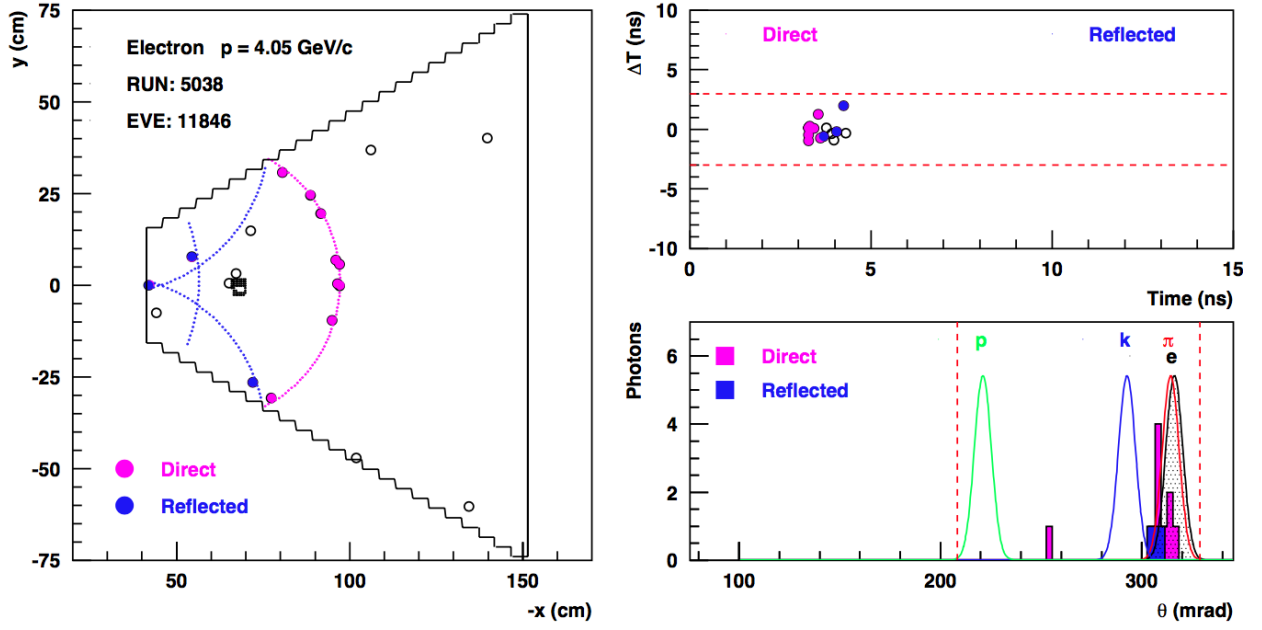 y (cm)
75
50
25
0
-25
-50
-75
Electron p = 4.05 GeV/c
RUN: 5038
EVE: 11846
Direct
Reflected
50
100
150
-x (cm)
ΔT (ns)
10
5
0
-5
-10
Direct
Reflected
0
5
10
15
Time (ns)
Photons
6
4
2
0
Direct
Reflected
p
k
π
e
100
200
300
θ (mrad)